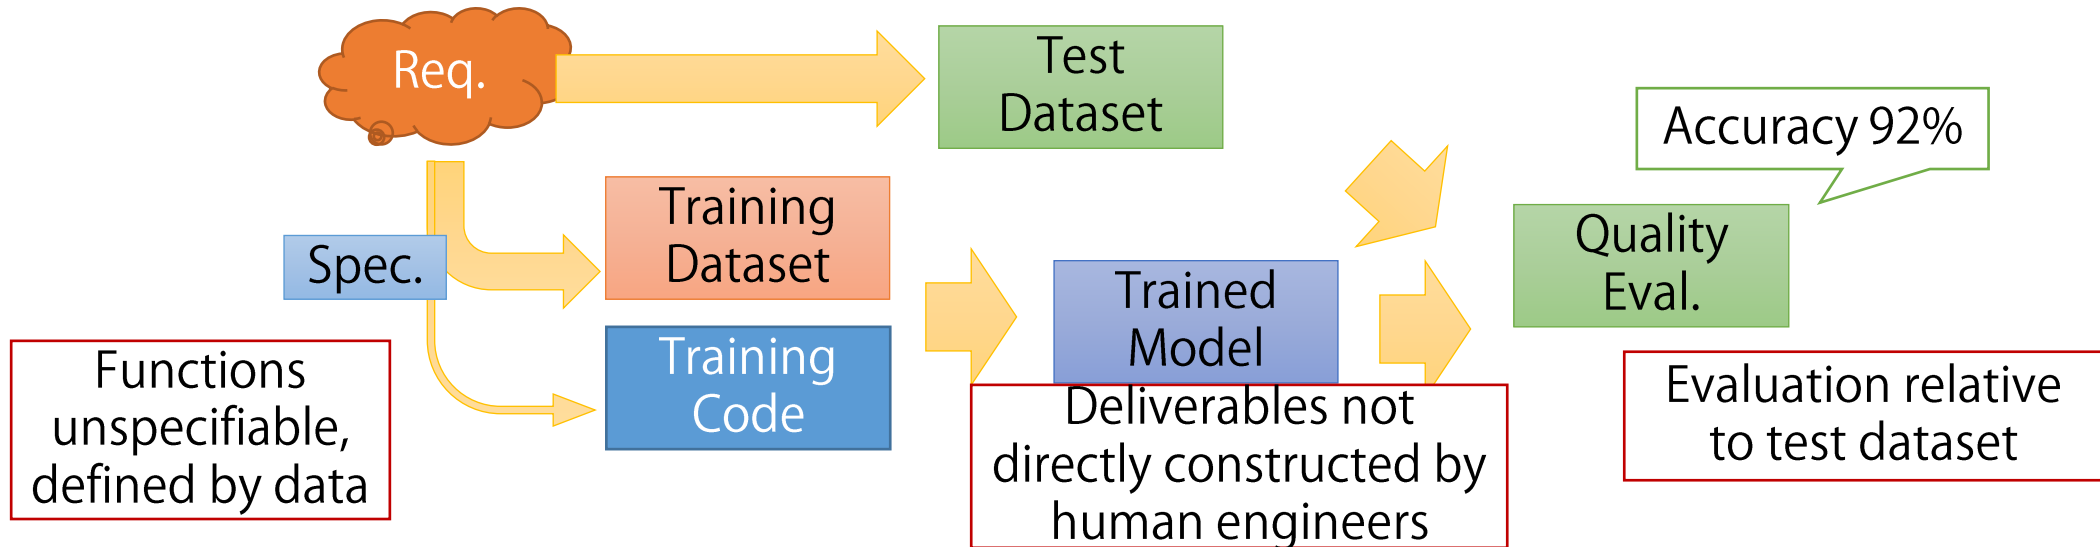 Req.
Test
Dataset
Accuracy 92%
Training
Dataset
Quality
Eval.
Spec.
Trained
Model
Training
Code
Functions
unspecifiable,
defined by data
Deliverables not
directly constructed by
human engineers
Evaluation relative
to test dataset